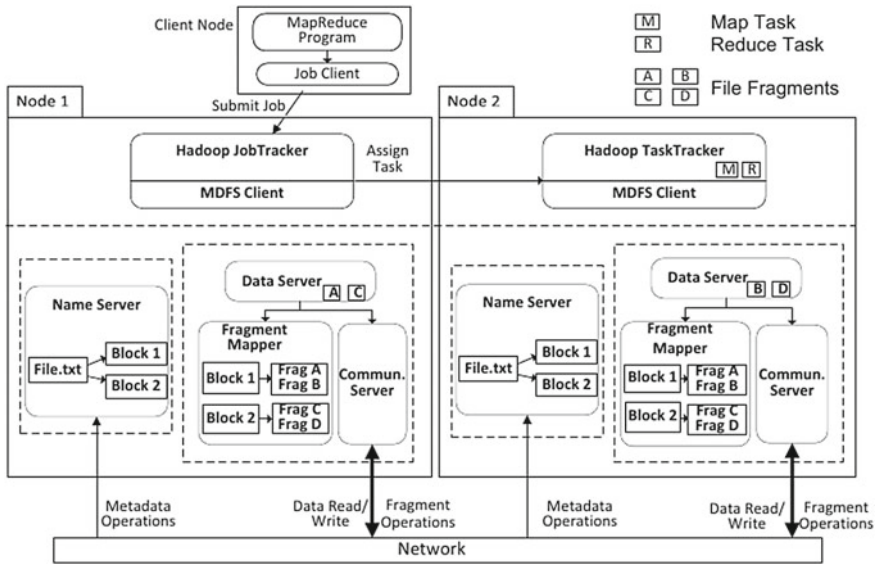 Client Node
MapReduce
Program
Job Client
Submit Job
M Map Task
R Reduce Task
A B
C D
File Fragments
Node 1
Hadoop JobTracker
MDFS Client
Assign
Task
Node 2
Hadoop TaskTracker
M R
MDFS Client
Name Server
File.txt
Block 1
Block 2
Data Server
A C
Fragment
Mapper
Block 1
Frag A
Frag B
Block 2
Frag C
Frag D
Commun.
Server
Name Server
File.txt
Block 1
Block 2
Data Server
B D
Fragment
Mapper
Block 1
Frag A
Frag B
Block 2
Frag C
Frag D
Commun.
Server
Metadata
Operations
Data Read/
Write
Fragment
Operations
Metadata
Operations
Data Read/
Write
Fragment
Operations
Network